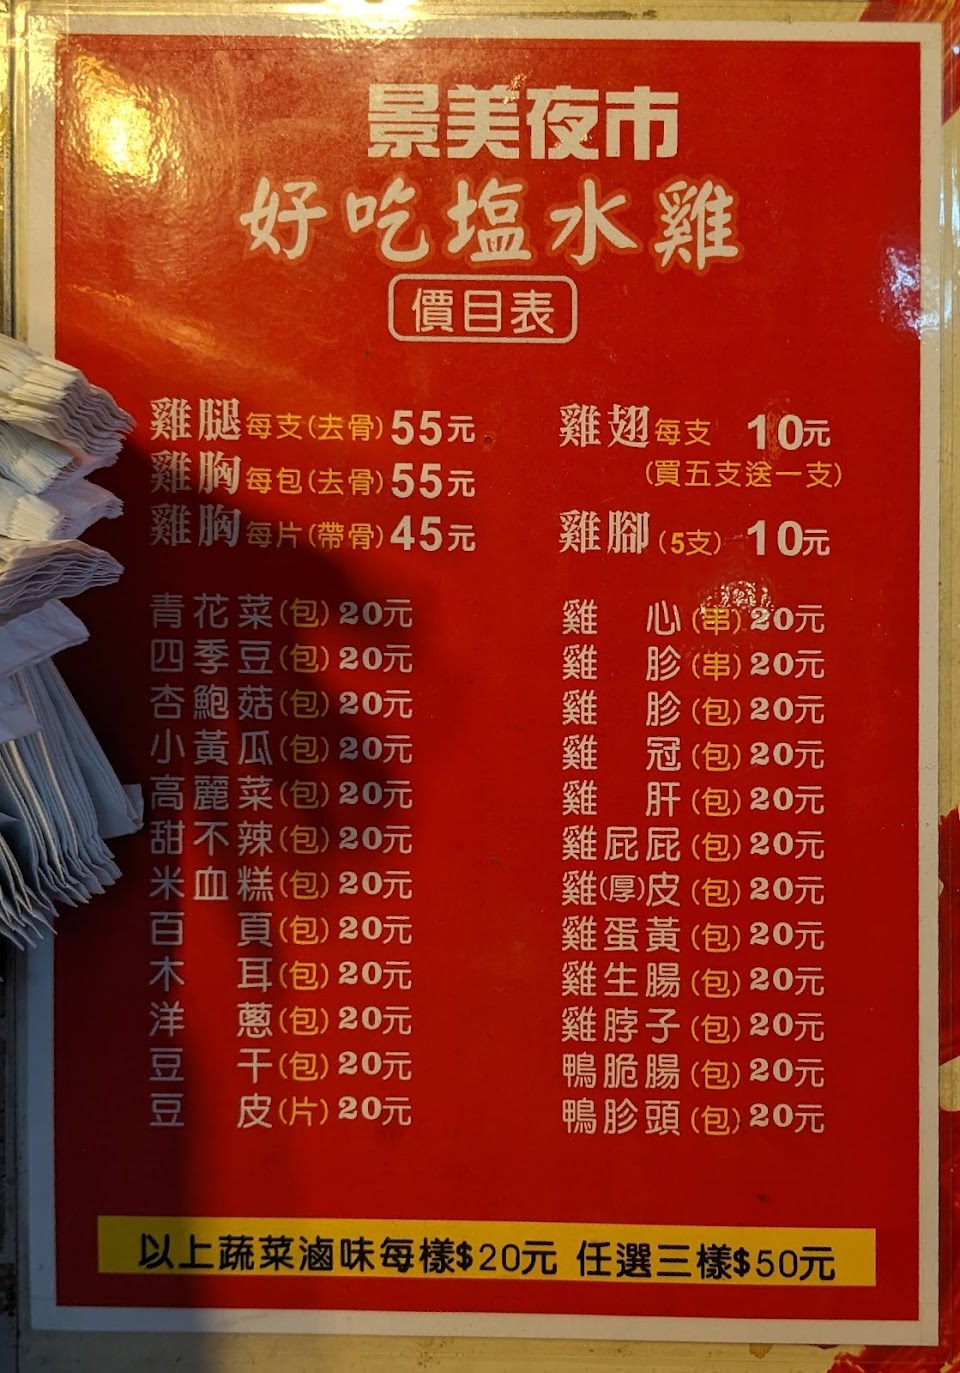 景美夜市
好吃塩水雞
價目表
雞腿每支(去骨)55元
雞胸每包(去骨)55元
雞胸每片(帶骨)45元
雞翅每支 10元
(買五支送一支)
雞腳(5支) 10元
青花菜(包)20元
四季豆(包)20元
杏鮑菇(包)20元
小黃瓜(包)20元
高麗菜(包)20元
甜不辣(包)20元
米血糕(包)20元
百頁(包)20元
木耳(包)20元
洋蔥(包)20元
豆干(包)20元
豆皮(片)20元
雞心(串)20元
雞胗(串)20元
雞胗(包)20元
雞冠(包)20元
雞肝(包)20元
雞屁屁(包)20元
雞(厚)皮(包)20元
雞蛋黃(包)20元
雞生腸(包)20元
雞脖子(包)20元
鴨脆腸(包)20元
鴨胗頭(包)20元
以上蔬菜滷味每樣$20元 任選三樣$50元